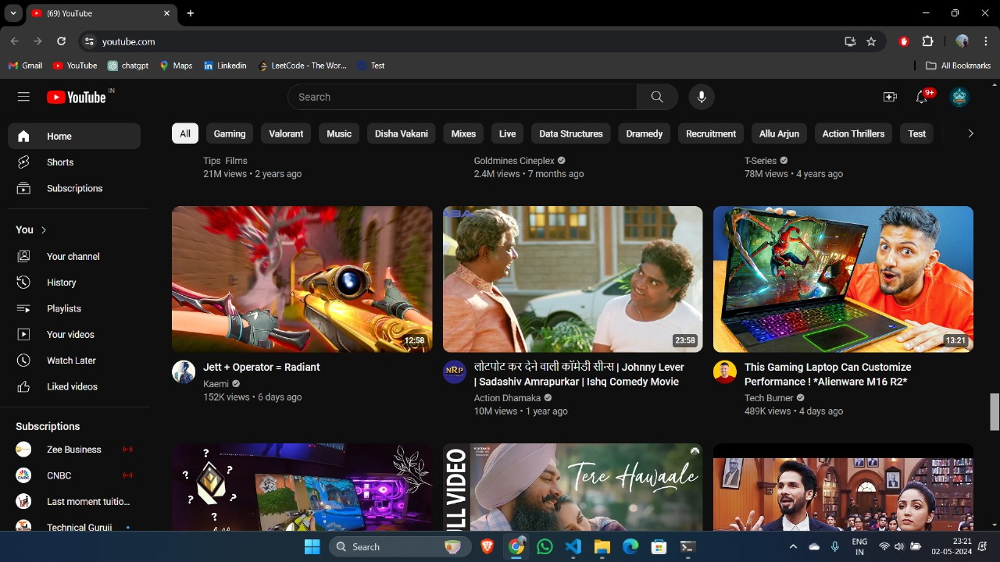 (69) YouTube
youtube.com
Gmail
YouTube
chatgpt
Maps
Linkedin
LeetCode - The Wor...
Test
All Bookmarks
YouTube IN
Search
9+
Home
Shorts
Subscriptions
You
Your channel
History
Playlists
Your videos
Watch Later
Liked videos
Subscriptions
Zee Business
CNBC
Last moment tuitio...
Technical Guruji
All
Gaming
Valorant
Music
Disha Vakani
Mixes
Live
Data Structures
Dramedy
Recruitment
Allu Arjun
Action Thrillers
Test
Tips Films
21M views • 2 years ago
Goldmines Cineplex
2.4M views • 7 months ago
T-Series
78M views • 4 years ago
12:58
Jett + Operator = Radiant
Kaemi
152K views • 6 days ago
23:58
NRP
लोटपोट कर देने वाली कॉमेडी सीन्स | Johnny Lever
| Sadashiv Amrapurkar | Ishq Comedy Movie
Action Dhamaka
10M views • 1 year ago
13:21
This Gaming Laptop Can Customize
Performance ! *Alienware M16 R2*
Tech Burner
489K views • 4 days ago
? ? ? ? ? ?
Tere Hawaale
Search
ENG
IN
23:21
02-05-2024